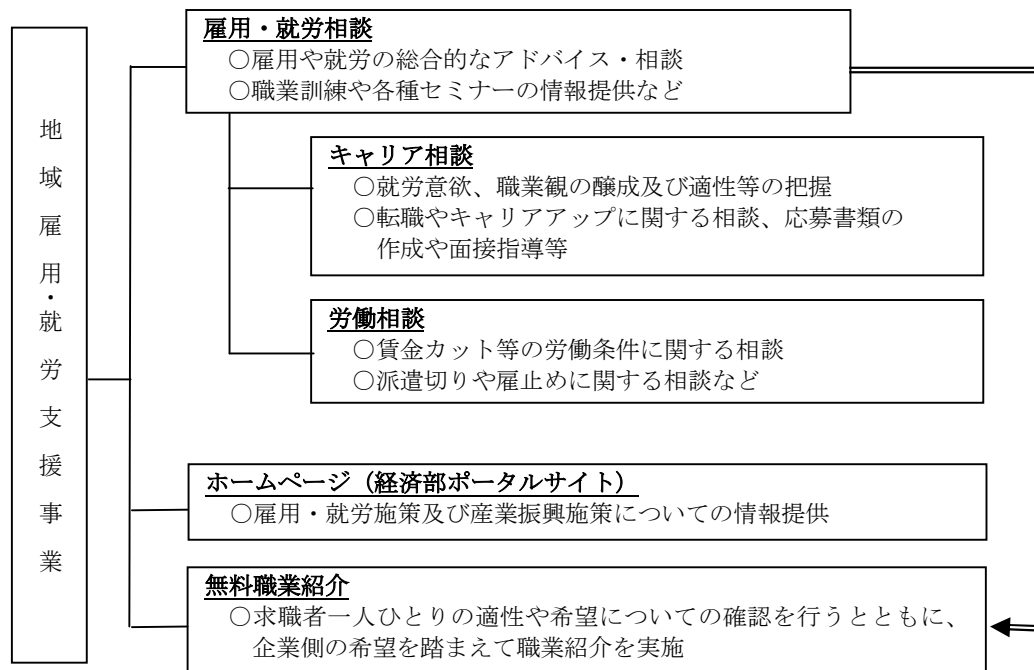 地域雇用・就労支援事業
雇用・就労相談
○雇用や就労の総合的なアドバイス・相談
○職業訓練や各種セミナーの情報提供など
キャリア相談
○就労意欲、職業観の醸成及び適性等の把握
○転職やキャリアアップに関する相談、応募書類の
作成や面接指導等
労働相談
○賃金カット等の労働条件に関する相談
○派遣切りや雇止めに関する相談など
ホームページ（経済部ポータルサイト）
○雇用・就労施策及び産業振興施策についての情報提供
無料職業紹介
○求職者一人ひとりの適性や希望についての確認を行うとともに、
企業側の希望を踏まえて職業紹介を実施